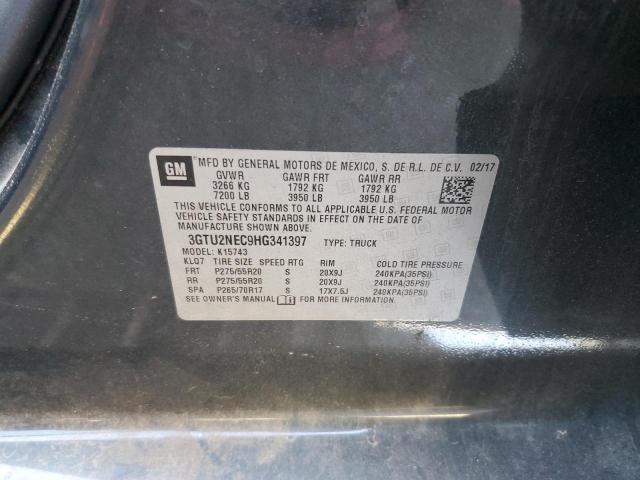 GM
MFD BY GENERAL MOTORS DE MEXICO, S. DE R.L. DE C.V. 02/17
GVWR GAWR FRT GAWR RR
3266 KG 1792 KG 1792 KG
7200 LB 3950 LB 3950 LB
THIS VEHICLE CONFORMS TO ALL APPLICABLE U.S. FEDERAL MOTOR
VEHICLE SAFETY STANDARDS IN EFFECT ON THE DATE OF
MANUFACTURE SHOWN ABOVE.
3GTU2NEC9HG341397 TYPE: TRUCK
MODEL: K15743
KLQ7 TIRE SIZE SPEED RTG RIM COLD TIRE PRESSURE
FRT P275/55R20 S 20X9J 240KPA(35PSI)
RR P275/55R20 S 20X9J 240KPA(35PSI)
SPA P265/70R17 S 17X7.5J 240KPA(35PSI)
SEE OWNER'S MANUAL FOR MORE INFORMATION.